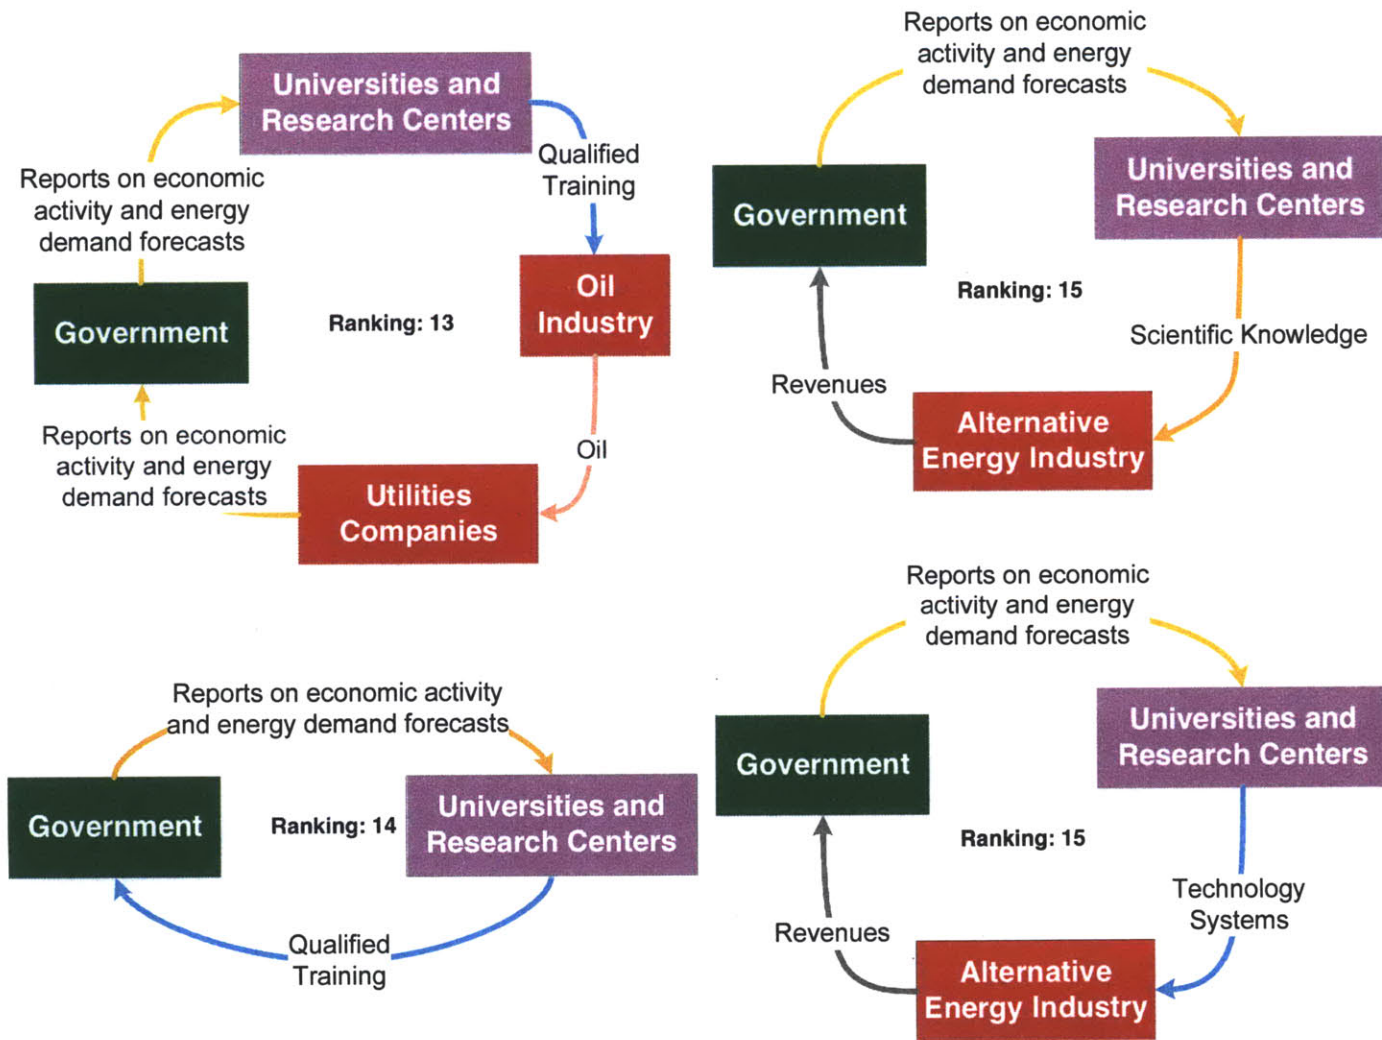 Universities and
Research Centers
Qualified
Training
Reports on economic
activity and energy
demand forecasts
Oil
Industry
Government
Ranking: 13
Oil
Reports on economic
activity and energy
demand forecasts
Utilities
Companies
Reports on economic
activity and energy
demand forecasts
Universities and
Research Centers
Government
Ranking: 15
Scientific Knowledge
Revenues
Alternative
Energy Industry
Reports on economic activity
and energy demand forecasts
Government
Ranking: 14
Universities and
Research Centers
Qualified
Training
Reports on economic
activity and energy
demand forecasts
Universities and
Research Centers
Government
Ranking: 15
Technology
Systems
Revenues
Alternative
Energy Industry